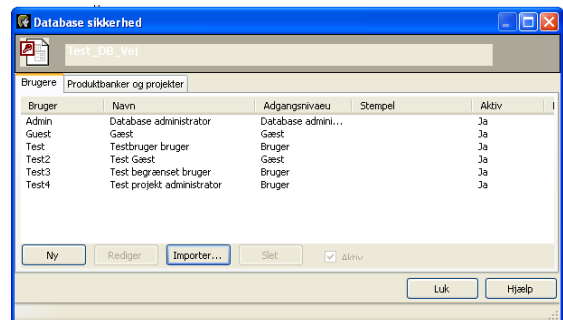 Database sikkerhed
Test_DB_Vej
Brugere Produktbanker og projekter
Bruger Navn Adgangsnivaeu Stempel Aktiv
Admin Database administrator Database admini... Ja
Guest Gæst Gæst Ja
Test Testbruger bruger Bruger Ja
Test2 Test Gæst Gæst Ja
Test3 Test begrænset bruger Bruger Ja
Test4 Test projekt administrator Bruger Ja
Ny Rediger Importer... Slet Aktiv
Luk Hjælp